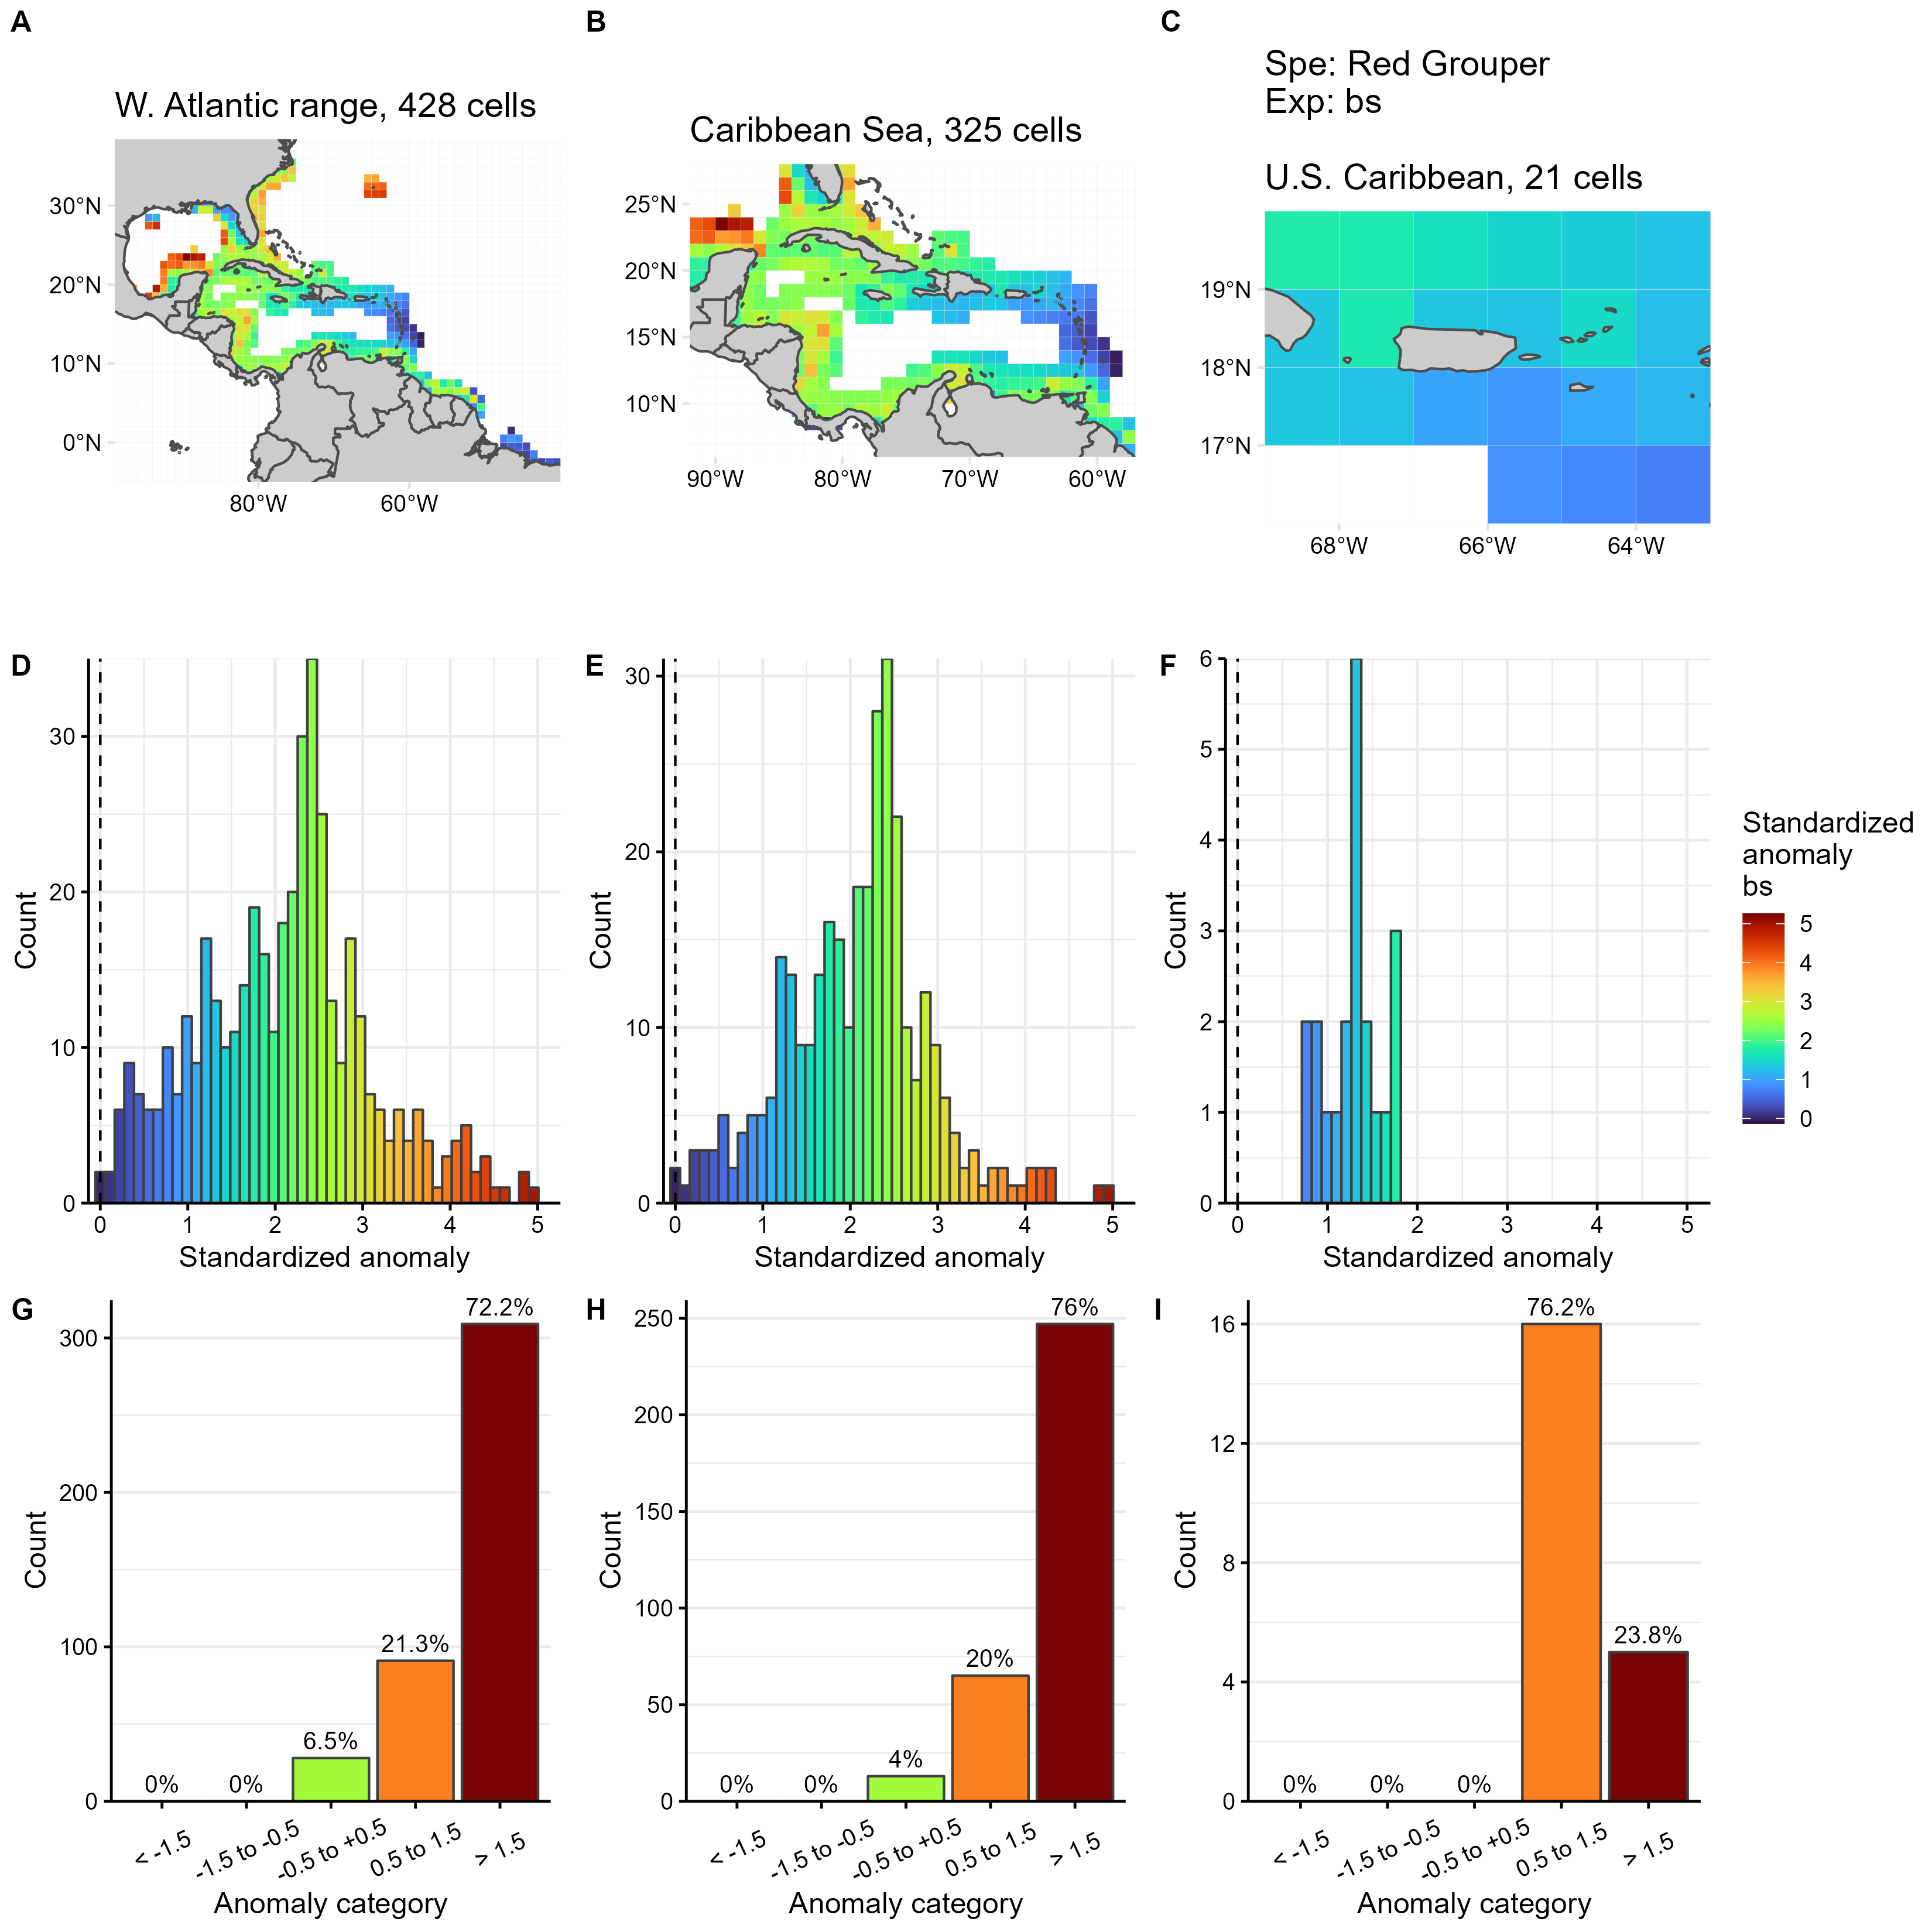 A
B
C
Spe: Red Grouper
Exp: bs
W. Atlantic range, 428 cells
Caribbean Sea, 325 cells
U.S. Caribbean, 21 cells
30°N
20°N
10°N
0°N
80°W
60°W
25°N
20°N
15°N
10°N
90°W
80°W
70°W
60°W
19°N
18°N
17°N
68°W
66°W
64°W
D
Count
30
20
10
0
0 1 2 3 4 5
Standardized anomaly
E
Count
30
20
10
0
0 1 2 3 4 5
Standardized anomaly
F
Count
6
5
4
3
2
1
0
0 1 2 3 4 5
Standardized anomaly
Standardized
anomaly
bs
5
4
3
2
1
0
G
Count
300
200
100
0
0%
0%
6.5%
21.3%
72.2%
< -1.5
-1.5 to -0.5
-0.5 to +0.5
0.5 to 1.5
> 1.5
Anomaly category
H
Count
250
200
150
100
50
0
0%
0%
4%
20%
76%
< -1.5
-1.5 to -0.5
-0.5 to +0.5
0.5 to 1.5
> 1.5
Anomaly category
I
Count
16
12
8
4
0
0%
0%
0%
76.2%
23.8%
< -1.5
-1.5 to -0.5
-0.5 to +0.5
0.5 to 1.5
> 1.5
Anomaly category